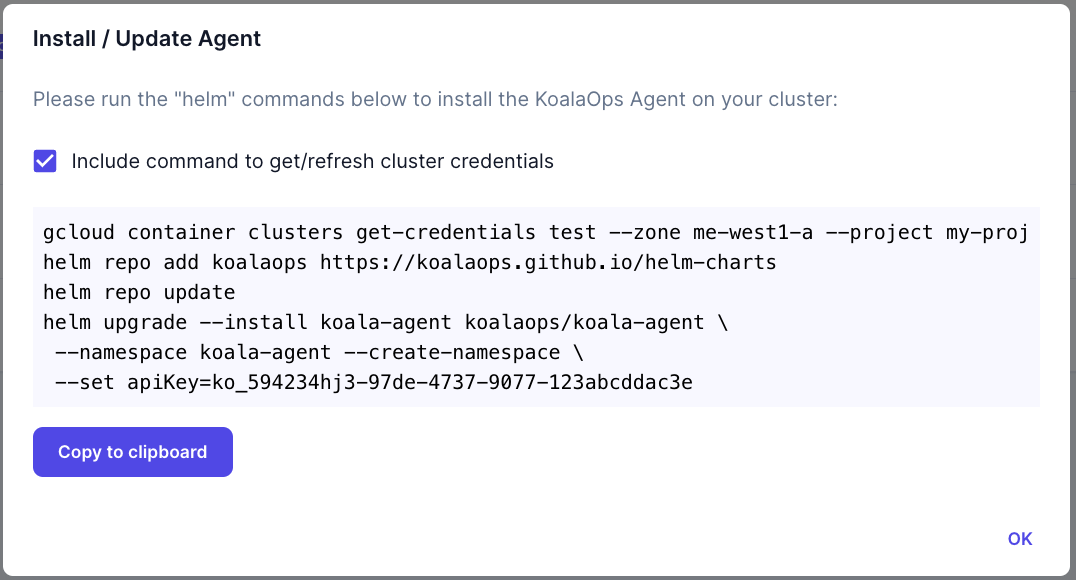 Install / Update Agent
Please run the "helm" commands below to install the KoalaOps Agent on your cluster:
Include command to get/refresh cluster credentials
gcloud container clusters get-credentials test --zone me-west1-a --project my-proj
helm repo add koalaops https://koalaops.github.io/helm-charts
helm repo update
helm upgrade --install koala-agent koalaops/koala-agent \
 --namespace koala-agent --create-namespace \
 --set apiKey=ko_594234hj3-97de-4737-9077-123abcddac3e
Copy to clipboard
OK